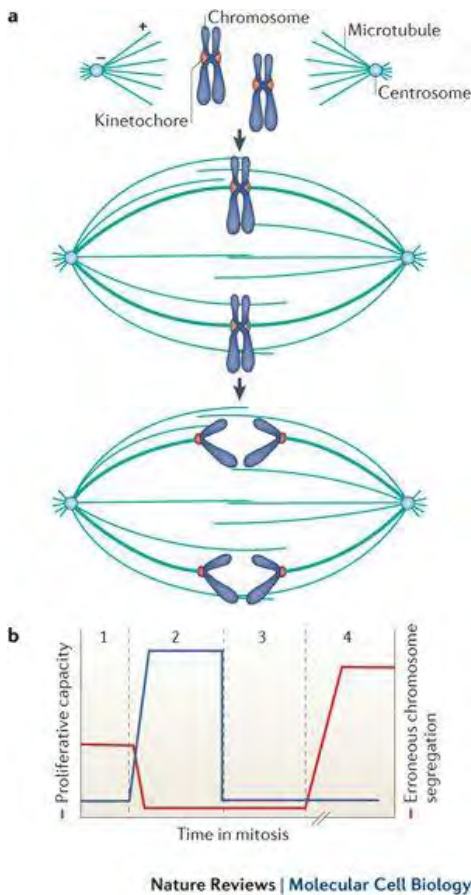 a
Chromosome
+
Microtubule
–
Centrosome
Kinetochore
b
1 2 3 4
Proliferative capacity
Erroneous chromosome
segregation
Time in mitosis
Nature Reviews | Molecular Cell Biology